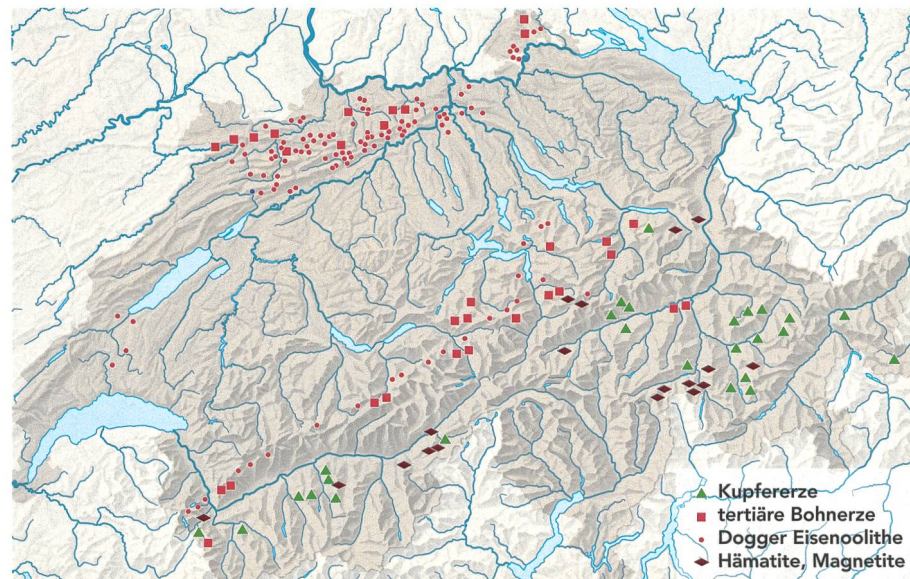 Kupfererze
tertiäre Bohnerze
Dogger Eisenoolithe
Hämatite, Magnetite